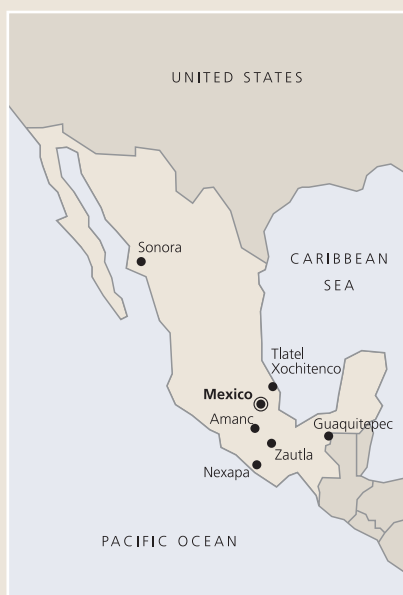 UNITED STATES
Sonora
CARIBBEAN
SEA
Tlatel
Xochitenco
Mexico
Amanc
Guaquitepec
Zautla
Nexapa
PACIFIC OCEAN